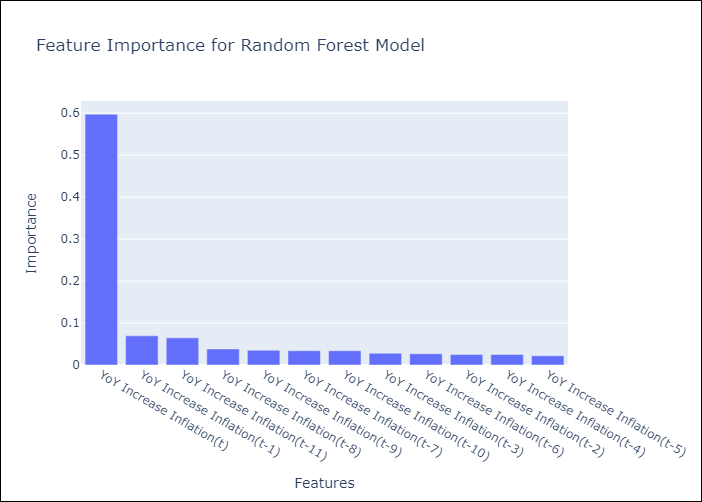 Feature Importance for Random Forest Model
0.6
0.5
0.4
0.3
0.2
0.1
0
Importance
YoY Increase Inflation(t)
YoY Increase Inflation(t-1)
YoY Increase Inflation(t-11)
YoY Increase Inflation(t-8)
YoY Increase Inflation(t-9)
YoY Increase Inflation(t-7)
YoY Increase Inflation(t-10)
YoY Increase Inflation(t-3)
YoY Increase Inflation(t-6)
YoY Increase Inflation(t-2)
YoY Increase Inflation(t-4)
YoY Increase Inflation(t-5)
Features